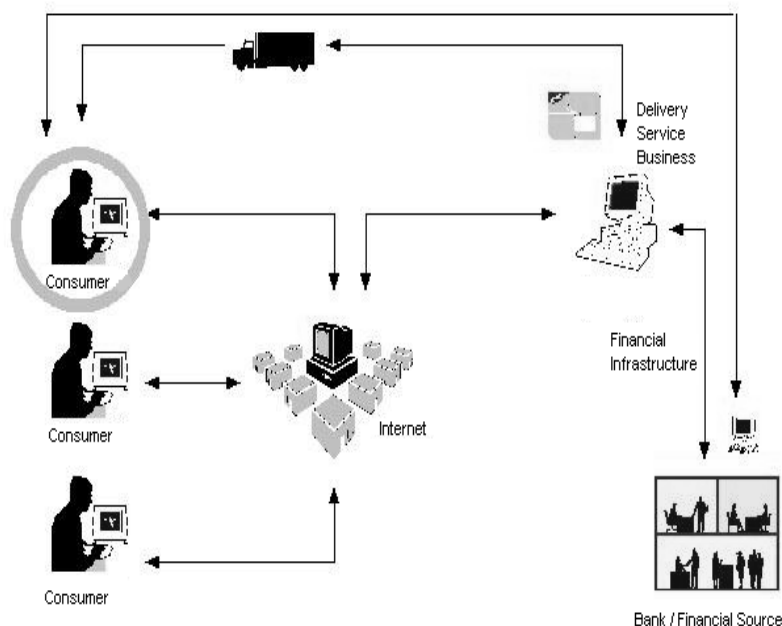 Delivery
Service
Business
Consumer
Financial
Infrastructure
Consumer
Internet
Consumer
Bank / Financial Source